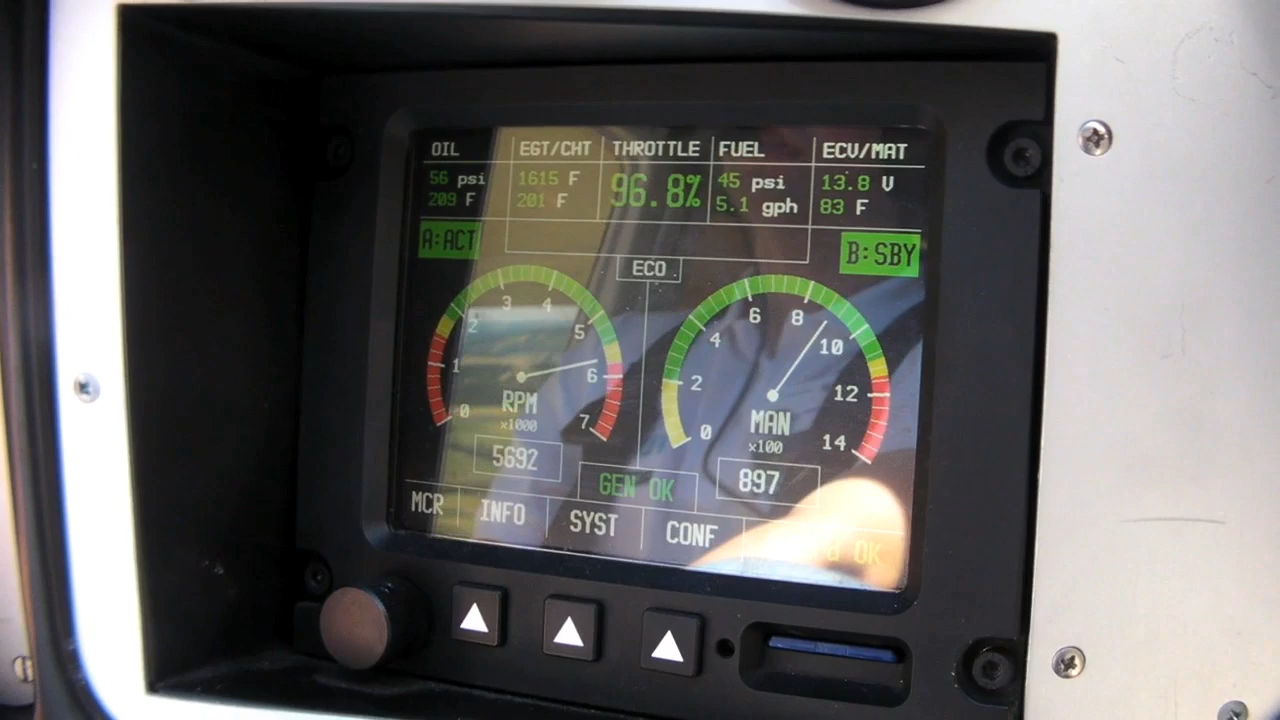 OIL EGT/CHT THROTTLE FUEL ECV/MAT
56 psi 1615 F 96.8% 45 psi 13.8 V
209 F 201 F 5.1 gph 83 F
A:ACT B:SBY
ECO
0 1 2 3 4 5 6 7
RPM
x1000
5692
0 2 4 6 8 10 12 14
MAN
x100
897
GEN OK
MCR INFO SYST CONF OK